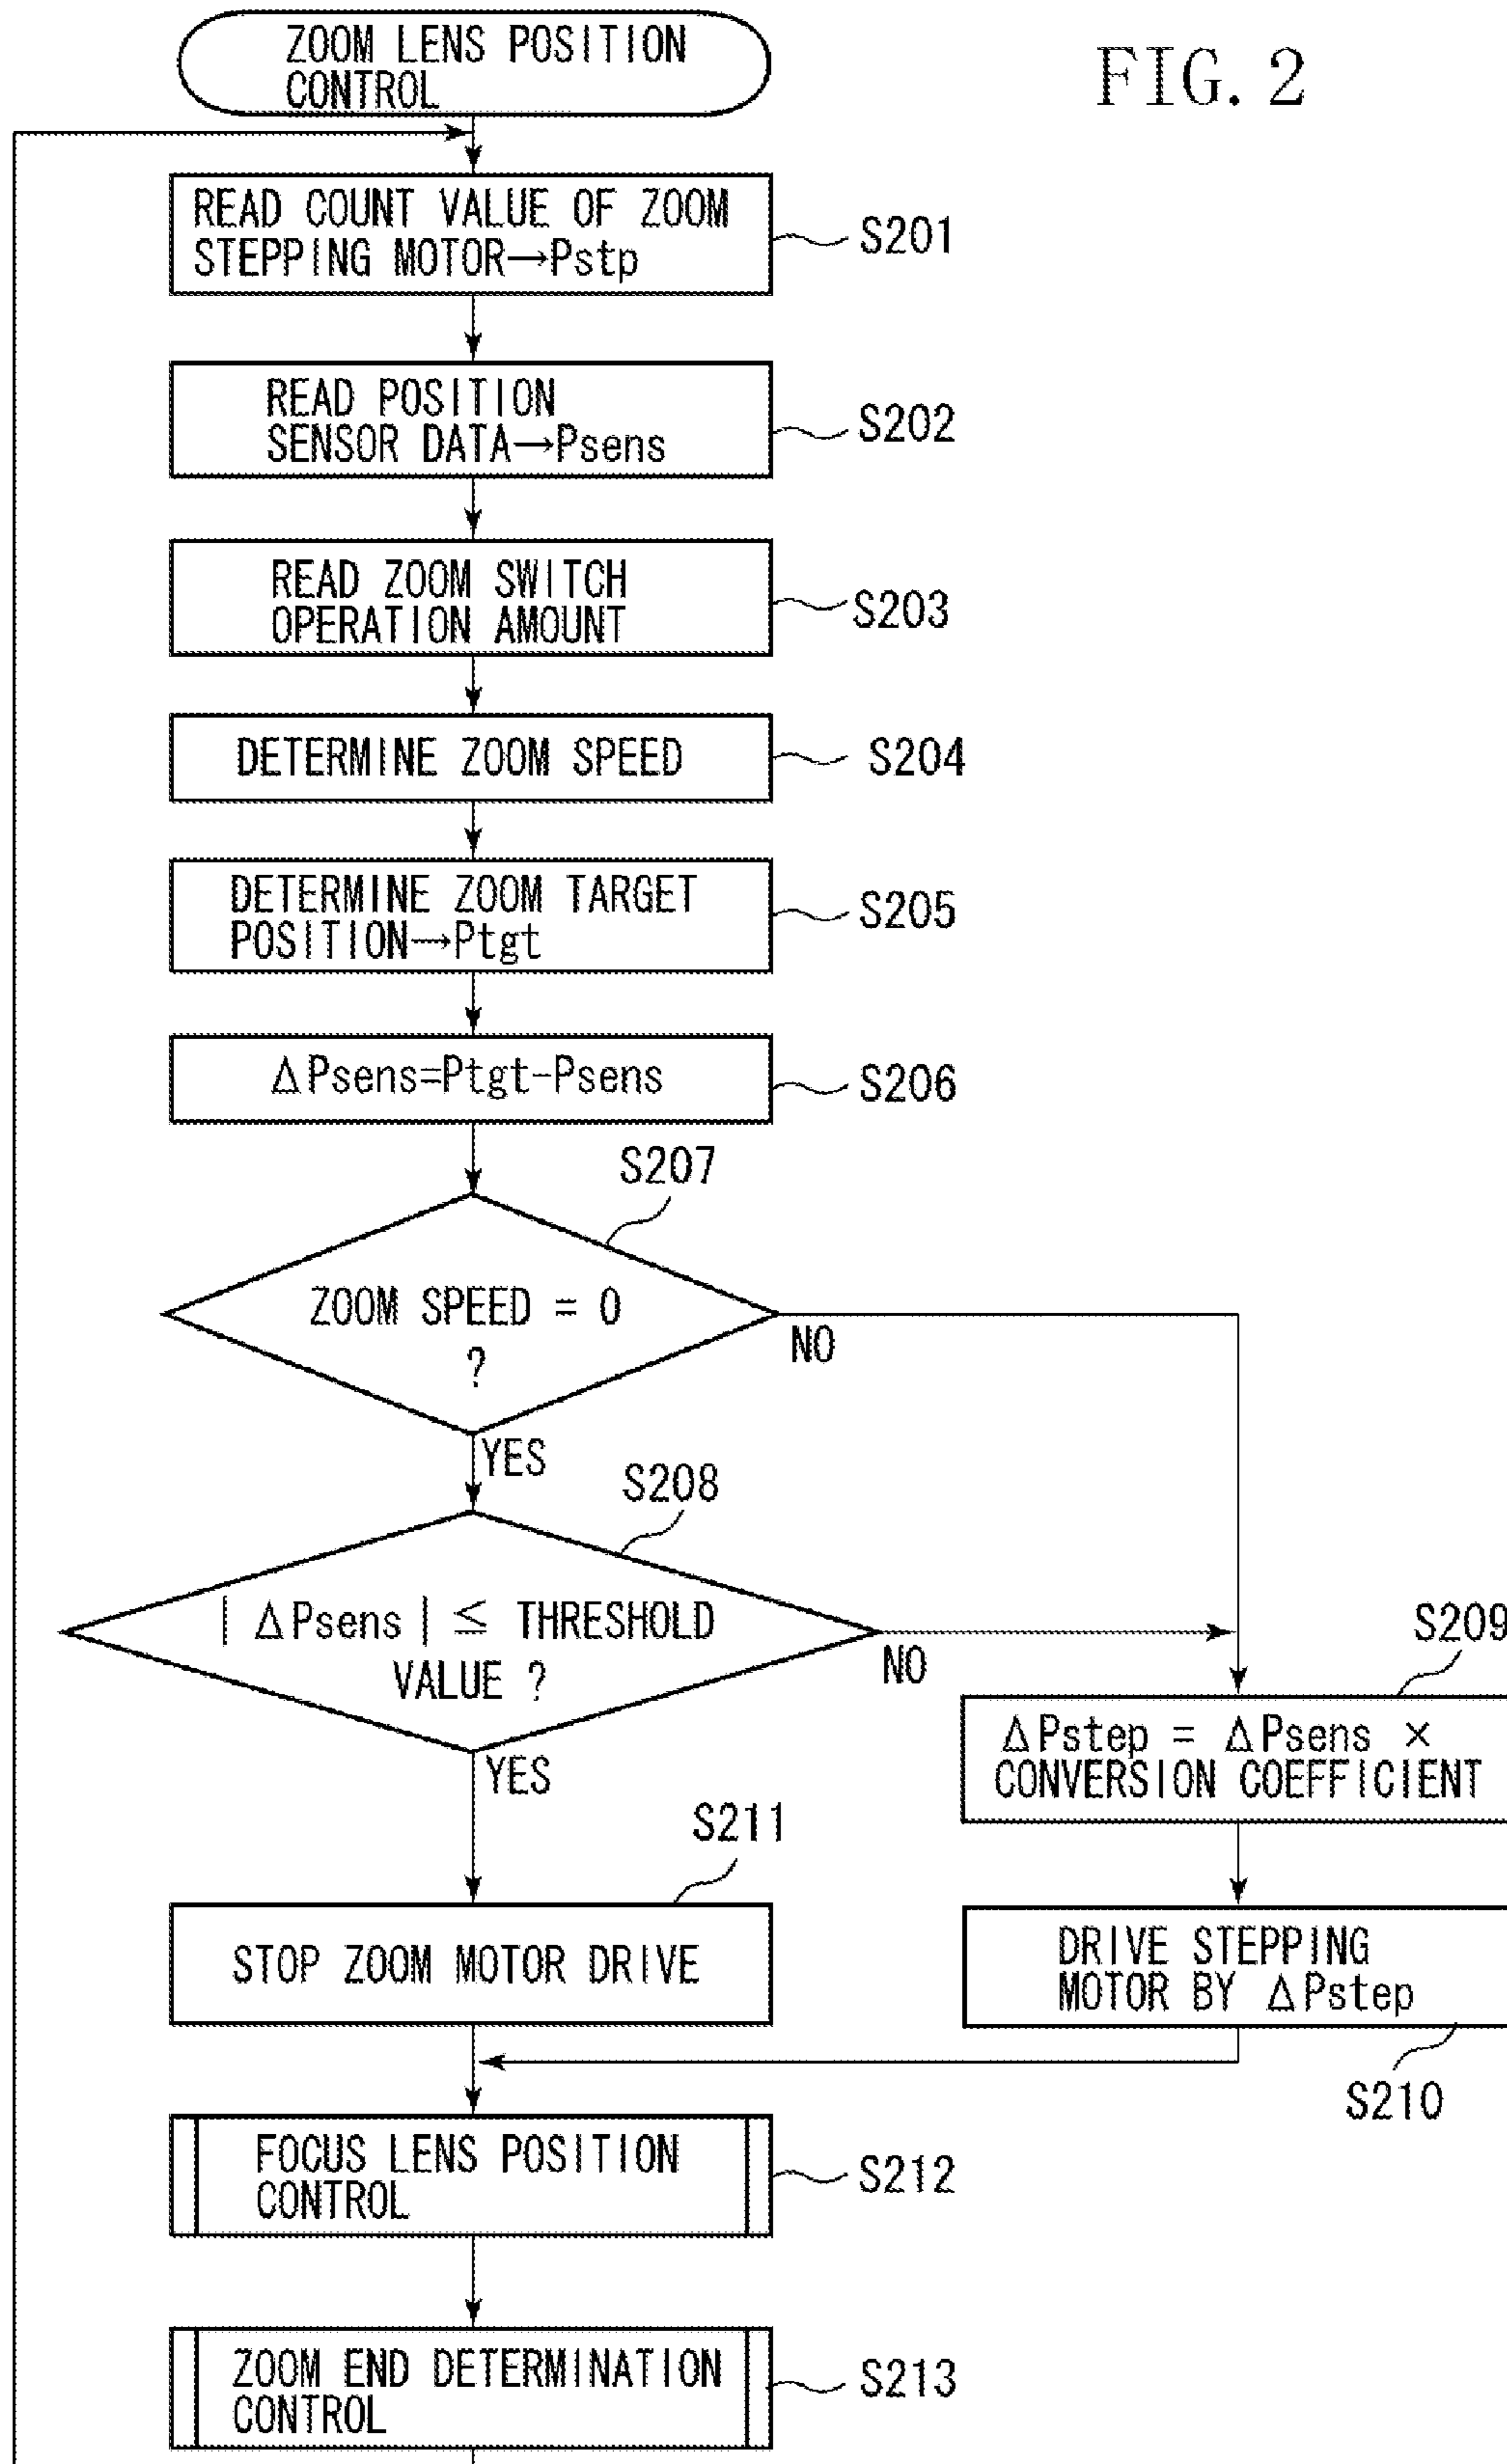 ZOOM LENS POSITION
CONTROL
FIG. 2
READ COUNT VALUE OF ZOOM
STEPPING MOTOR→Pstp
S201
READ POSITION
SENSOR DATA→Psens
S202
READ ZOOM SWITCH
OPERATION AMOUNT
S203
DETERMINE ZOOM SPEED
S204
DETERMINE ZOOM TARGET
POSITION→Ptgt
S205
ΔPsens=Ptgt-Psens
S206
S207
ZOOM SPEED = 0
?
NO
YES
S208
| ΔPsens | ≦ THRESHOLD
VALUE ?
NO
YES
S209
ΔPstep = ΔPsens ×
CONVERSION COEFFICIENT
S211
STOP ZOOM MOTOR DRIVE
DRIVE STEPPING
MOTOR BY ΔPstep
S210
FOCUS LENS POSITION
CONTROL
S212
ZOOM END DETERMINATION
CONTROL
S213